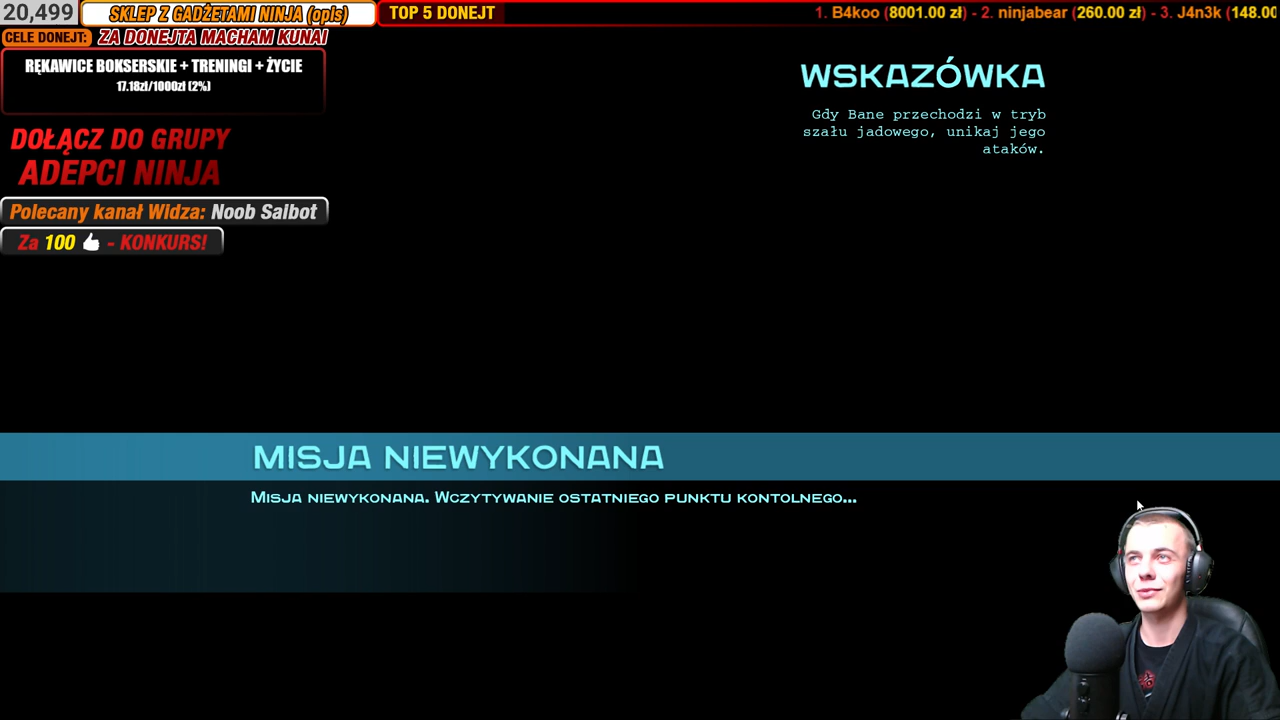 20,499
SKLEP Z GADŻETAMI NINJA (opis)
TOP 5 DONEJT
1. B4koo (8001.00 zł) - 2. ninjabear (260.00 zł) - 3. J4n3k (148.00
CELE DONEJT: ZA DONEJTA MACHAM KUNAI
RĘKAWICE BOKSERSKIE + TRENINGI + ŻYCIE
17.18zł/1000zł (2%)
WSKAZÓWKA
Gdy Bane przechodzi w tryb
szału jadowego, unikaj jego
ataków.
DOŁĄCZ DO GRUPY
ADEPCI NINJA
Polecany kanał Widza: Noob Saibot
Za 100 - KONKURS!
MISJA NIEWYKONANA
Misja niewykonana. Wczytywanie ostatniego punktu kontolnego...